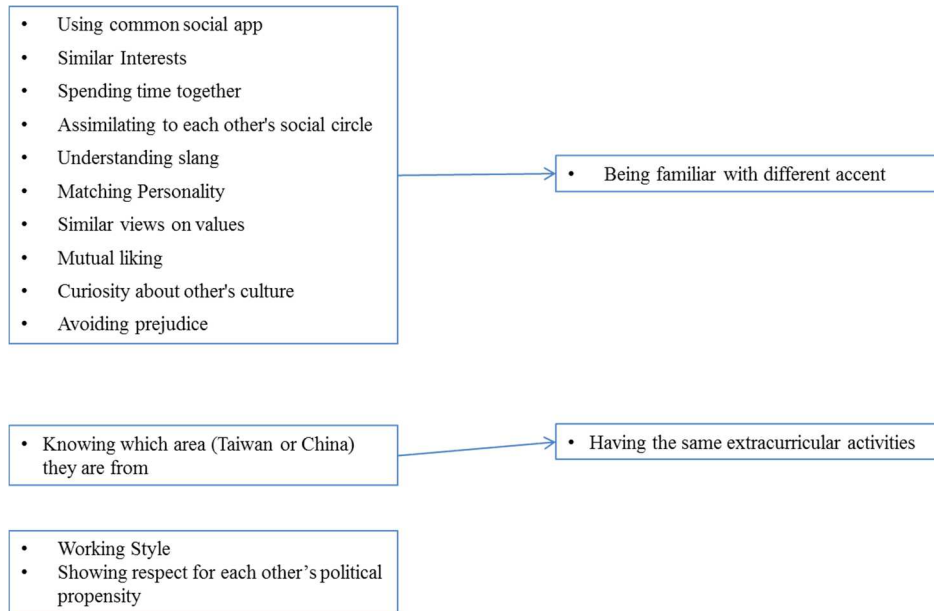 • Using common social app
• Similar Interests
• Spending time together
• Assimilating to each other's social circle
• Understanding slang
• Matching Personality
• Similar views on values
• Mutual liking
• Curiosity about other's culture
• Avoiding prejudice
• Being familiar with different accent
• Knowing which area (Taiwan or China)
they are from
• Having the same extracurricular activities
• Working Style
• Showing respect for each other’s political
propensity